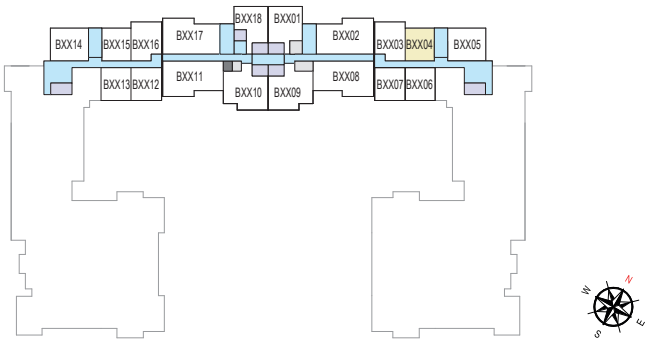 BXX18 BXX01
BXX17 BXX02
BXX14 BXX15 BXX16 BXX03 BXX04 BXX05
BXX13 BXX12 BXX11 BXX08 BXX07 BXX06
BXX10 BXX09
N
W
E
S